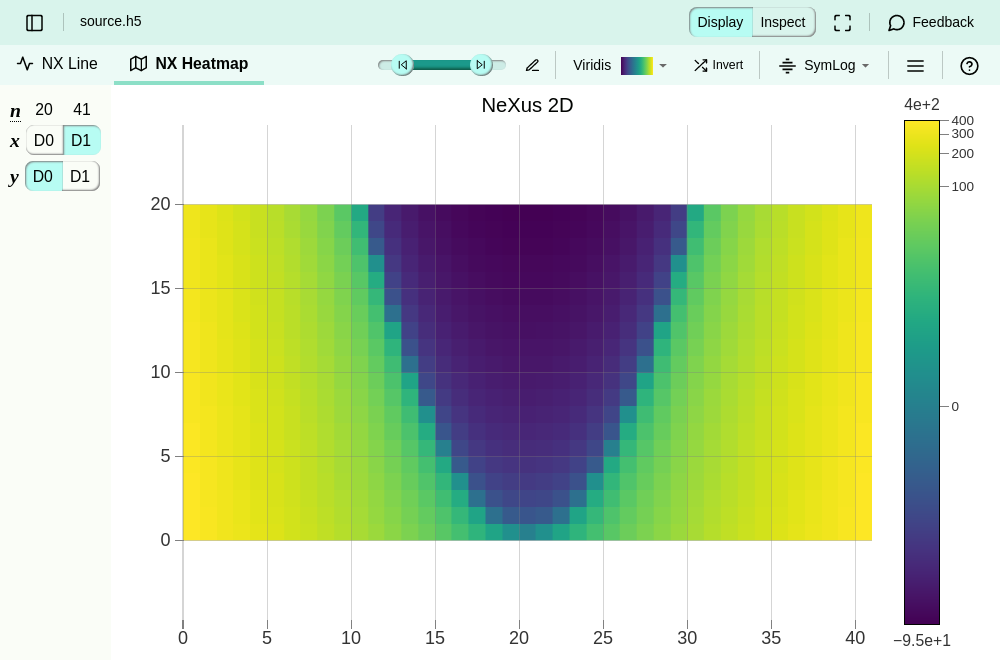 source.h5
Display
Inspect
Feedback
NX Line
NX Heatmap
Viridis
Invert
SymLog
n 20 41
x D0 D1
y D0 D1
NeXus 2D
4e+2
400
300
200
100
0
−9.5e+1
20
15
10
5
0
0 5 10 15 20 25 30 35 40